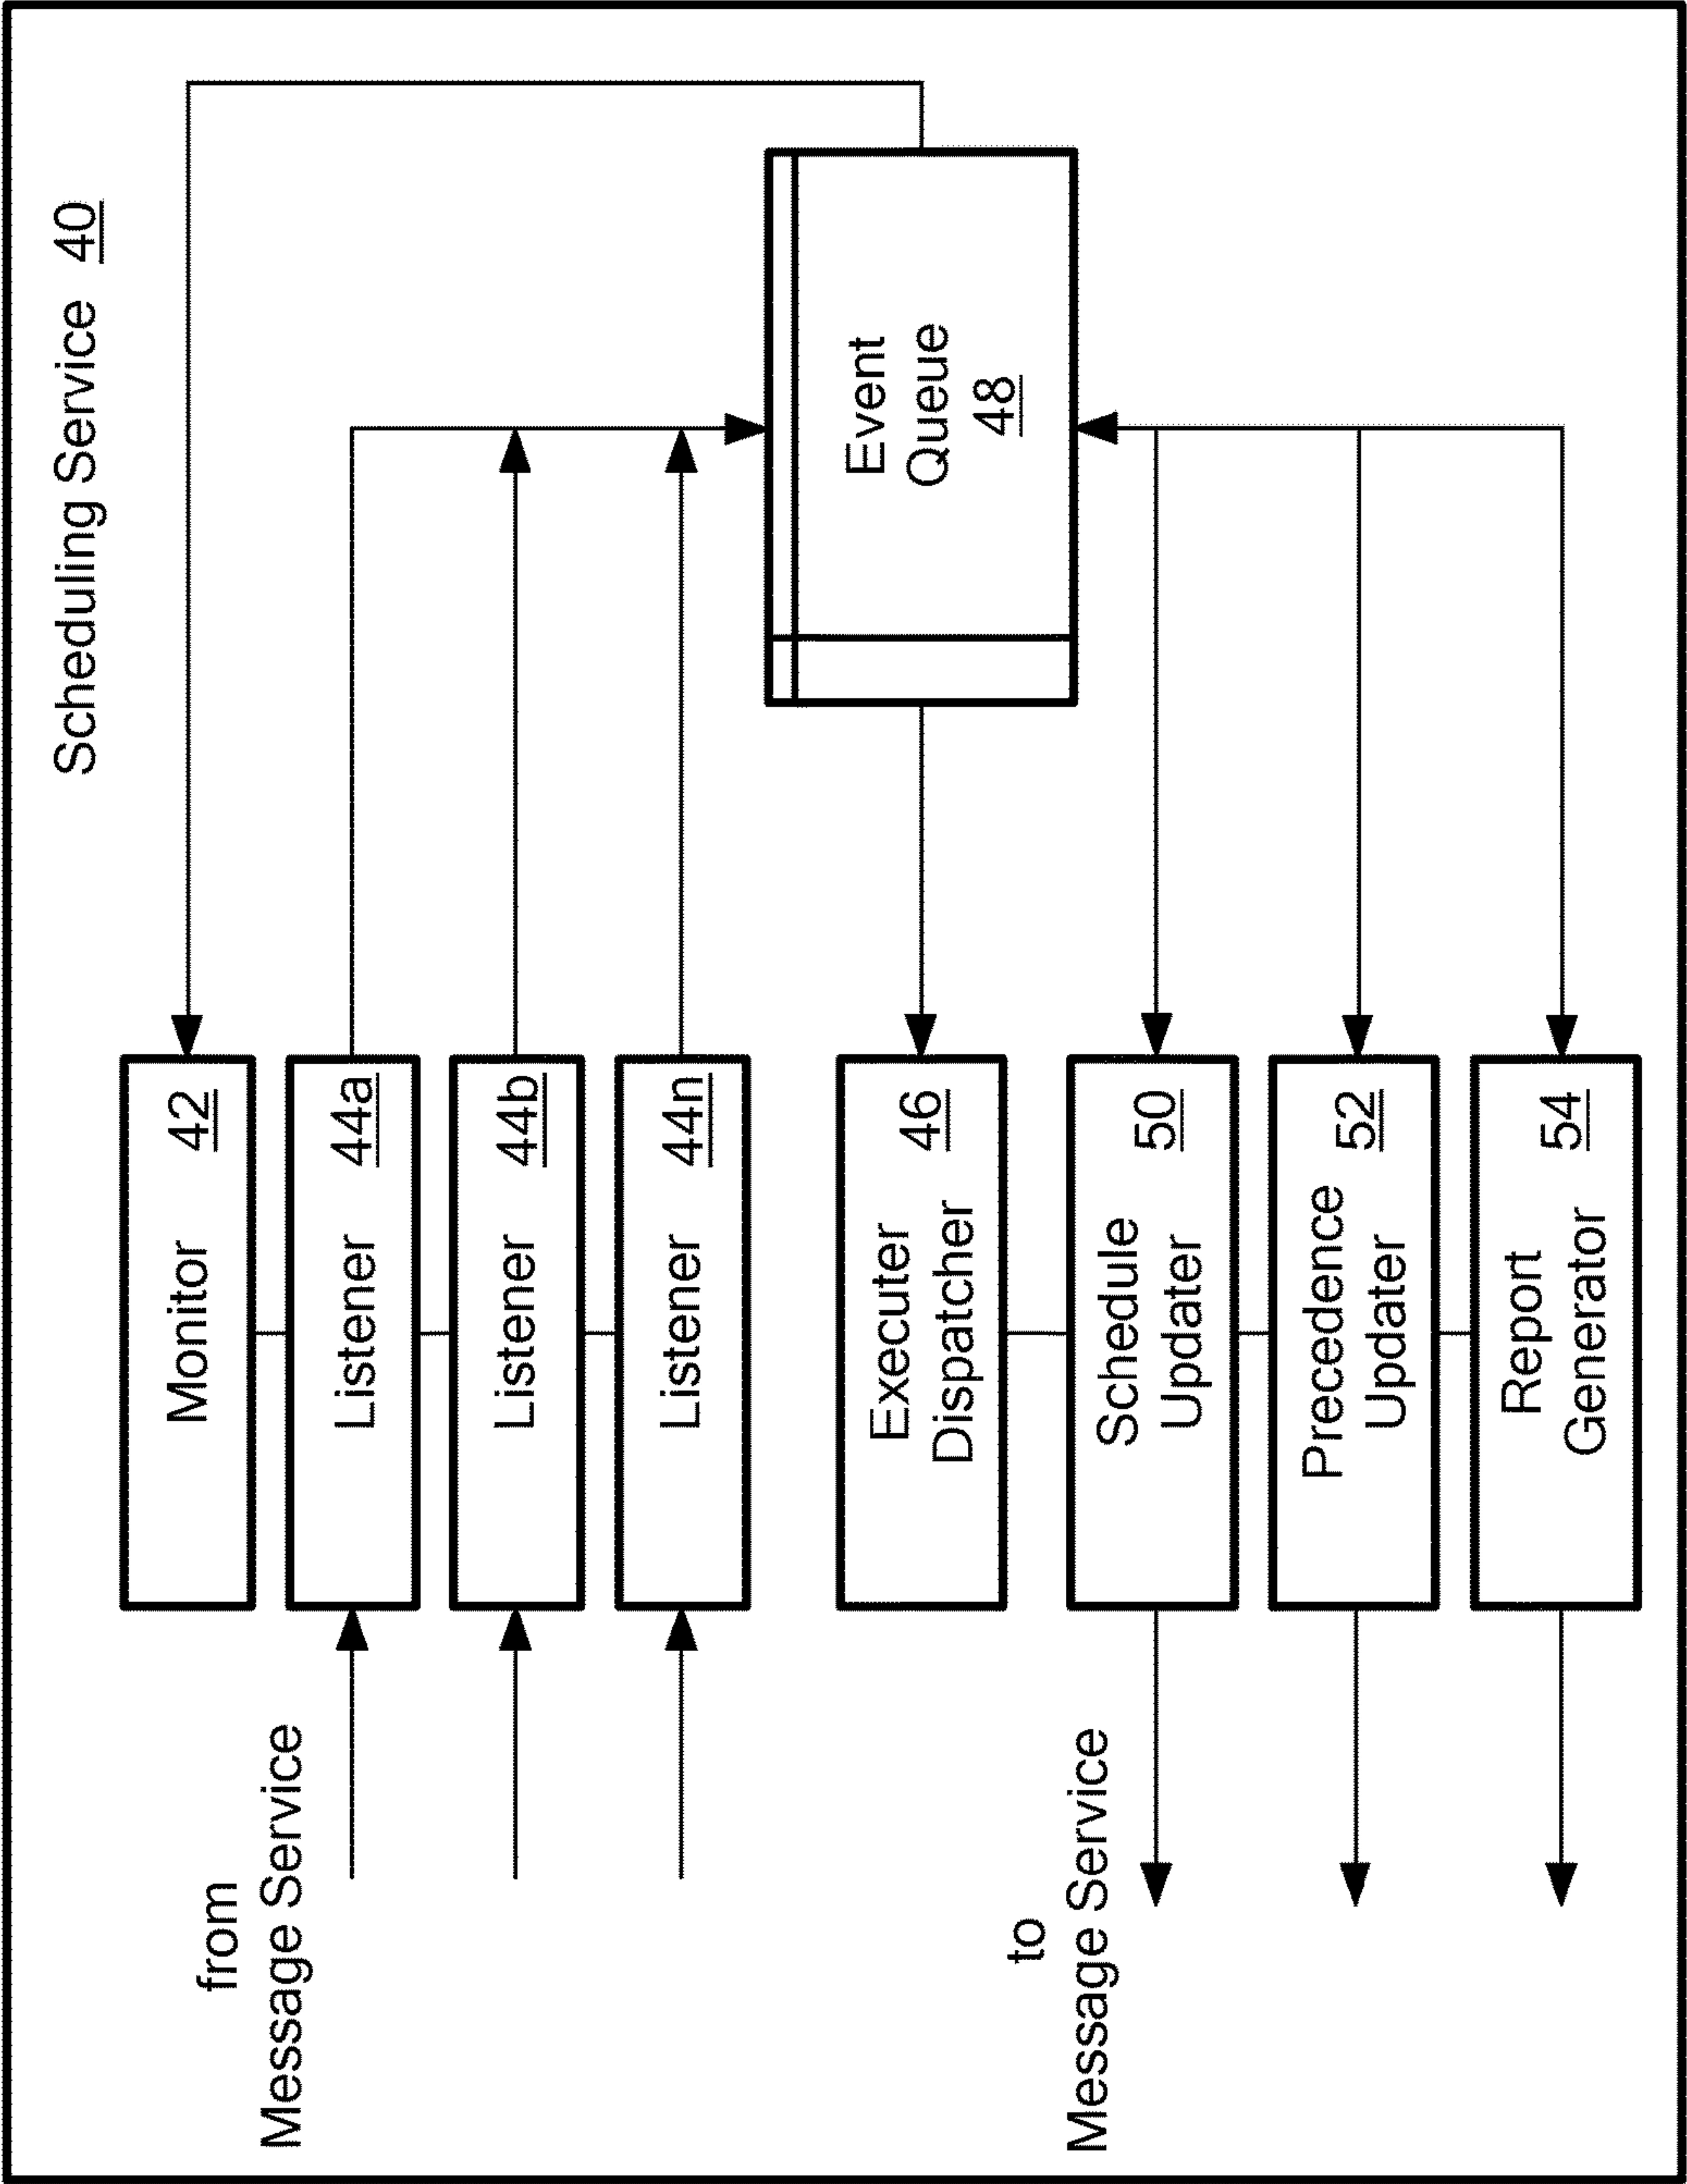 Scheduling Service 40
from
Message Service
Monitor 42
Listener 44a
Listener 44b
Listener 44n
Event
Queue
48
Executer
Dispatcher
46
to
Message Service
Schedule
Updater
50
Precedence
Updater
52
Report
Generator
54